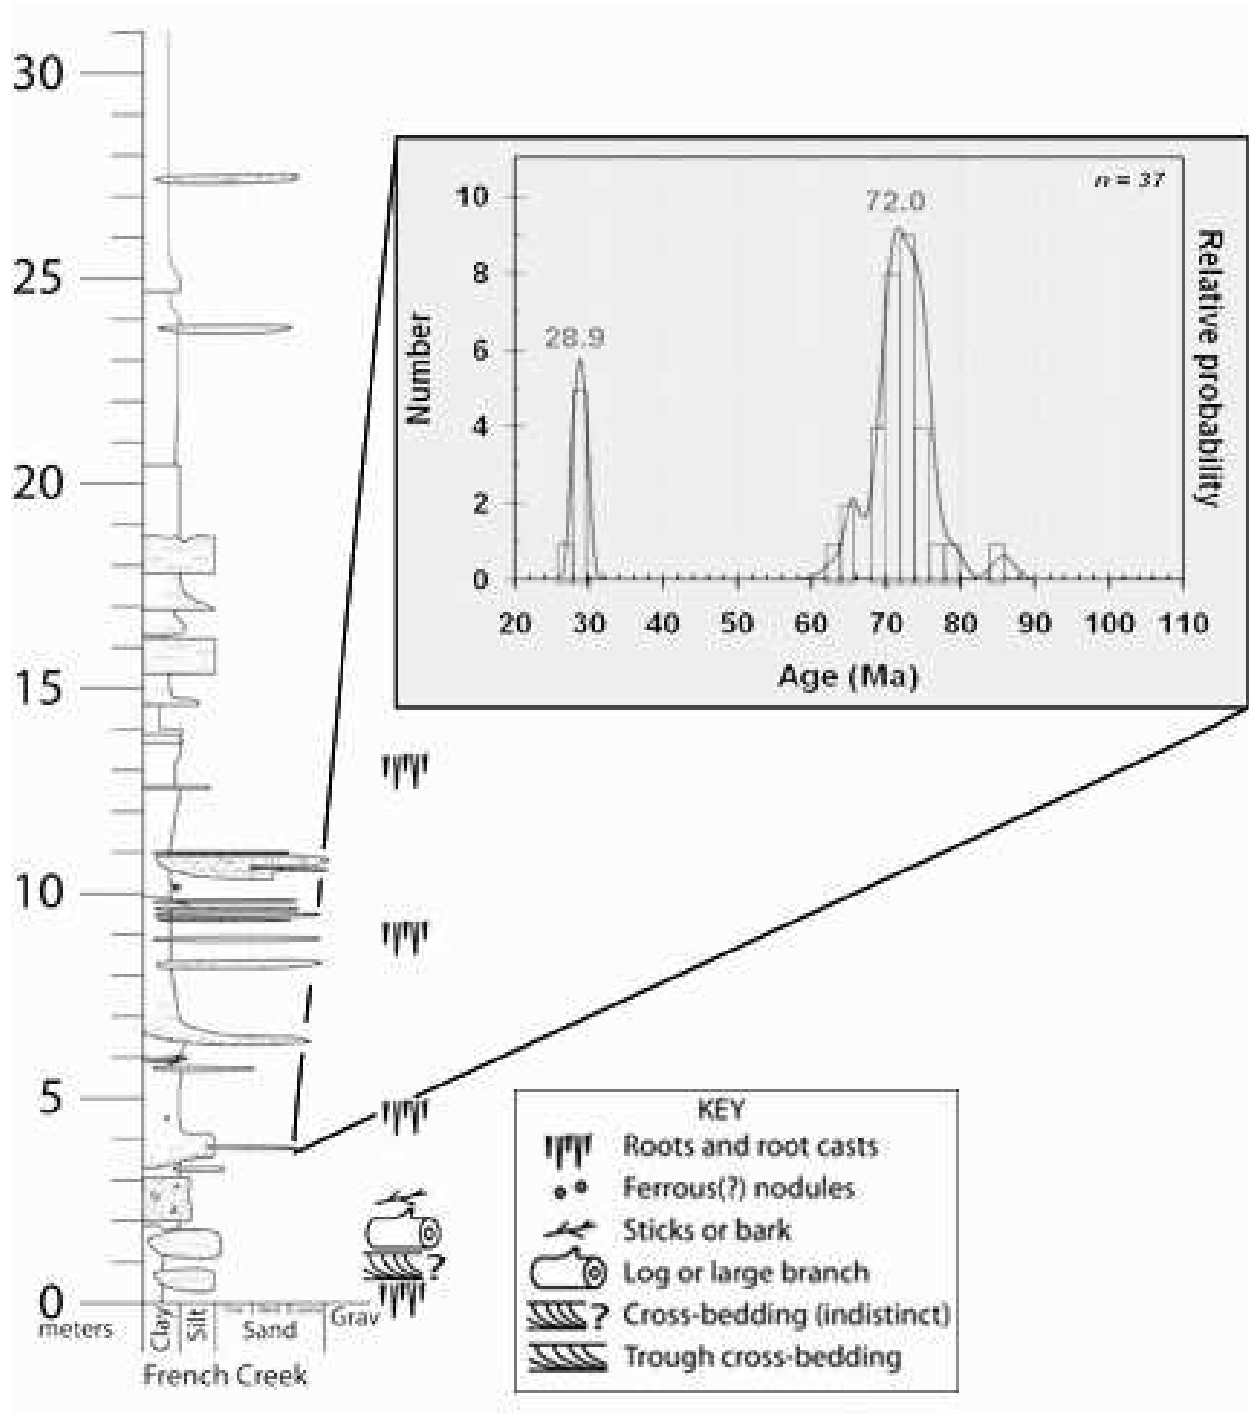 30
25
20
15
10
5
0
meters
Clay
Silt
Sand
Grav
French Creek
n = 37
10
8
6
4
2
0
Number
28.9
72.0
Relative probability
20 30 40 50 60 70 80 90 100 110
Age (Ma)
?
KEY
Roots and root casts
Ferrous(?) nodules
Sticks or bark
Log or large branch
? Cross-bedding (indistinct)
Trough cross-bedding